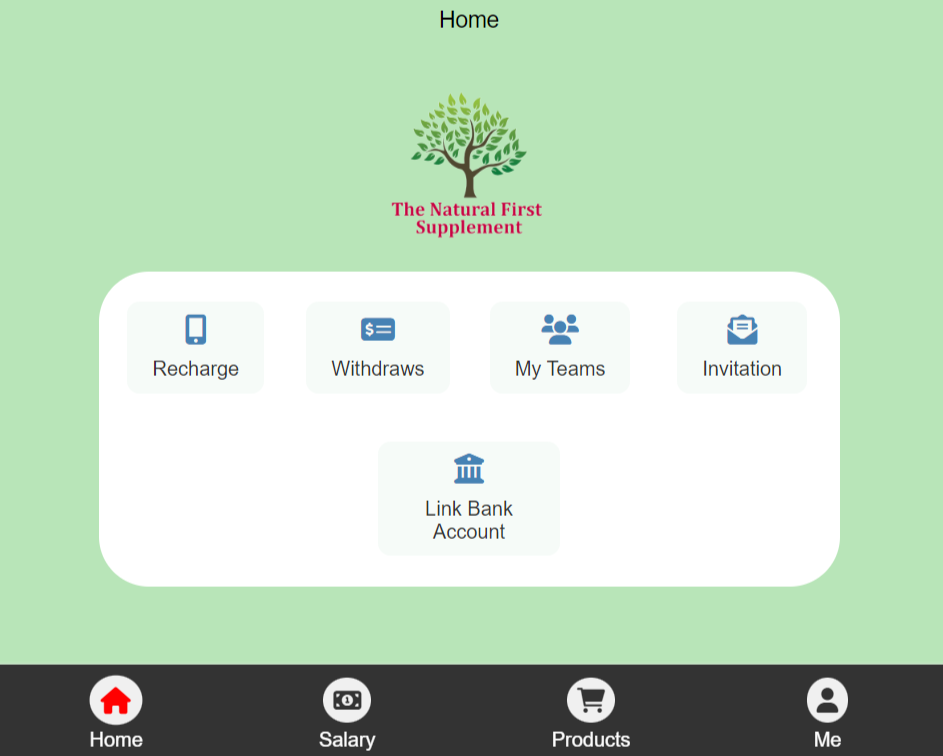 Home
The Natural First
Supplement
Recharge
Withdraws
My Teams
Invitation
Link Bank
Account
Home
Salary
Products
Me